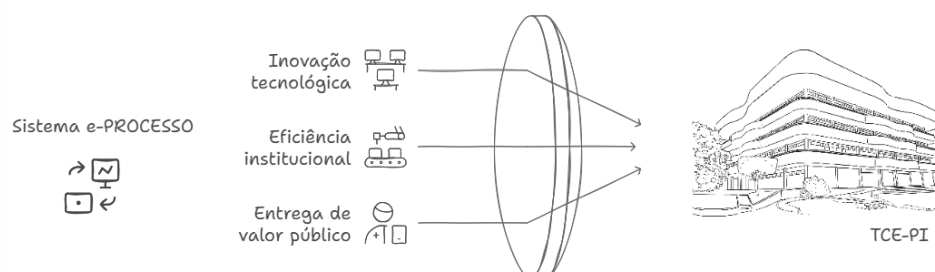 Sistema e-PROCESSO
Inovação
tecnológica
Eficiência
institucional
Entrega de
valor público
TCE-PI